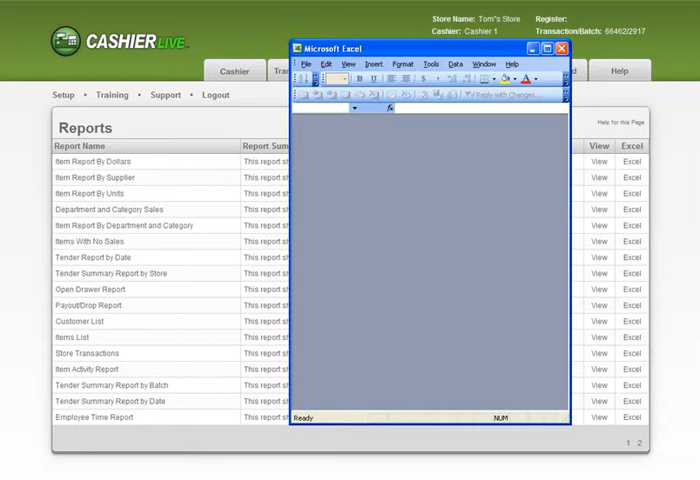 CASHIER LIVE
Store Name: Tom"s Store Register:
Cashier: Cashier 1 Transaction/Batch: 66462/2917
Cashier Tran d Help
Setup • Training • Support • Logout
Microsoft Excel
File Edit View Insert Format Tools Data Window Help
B U $ A
Reply with Changes...
fx
Ready NUM
Reports Help for this Page
Report Name Report Sum View Excel
Item Report By Dollars This report sh View Excel
Item Report By Supplier This report sh View Excel
Item Report By Units This report sh View Excel
Department and Category Sales This report sh View Excel
Item Report By Department and Category This report sh View Excel
Items With No Sales This report sh View Excel
Tender Report by Date This report sh View Excel
Tender Summary Report by Store This report sh View Excel
Open Drawer Report This report sh View Excel
Payout/Drop Report This report sh View Excel
Customer List This report sh View Excel
Items List This report sh View Excel
Store Transactions This report sh View Excel
Item Activity Report This report sh View Excel
Tender Summary Report by Batch This report sh View Excel
Tender Summary Report by Date This report sh View Excel
Employee Time Report This report sh View Excel
1 2